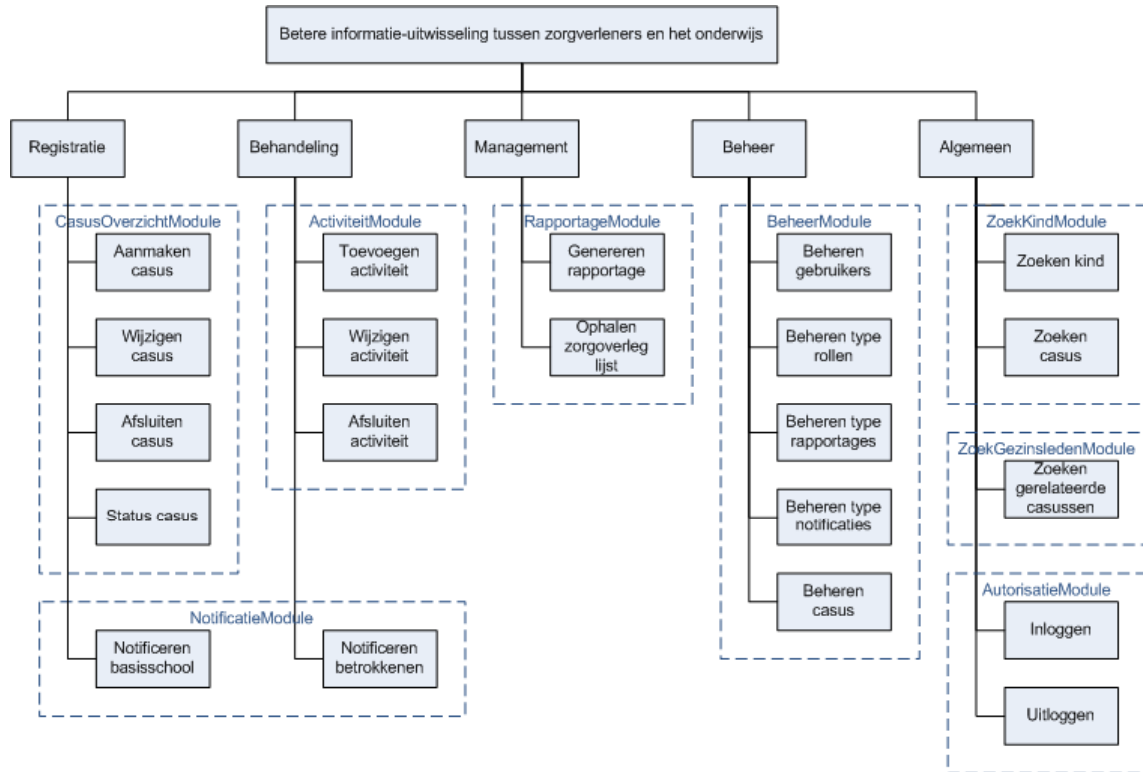 Betere informatie-uitwisseling tussen zorgverleners en het onderwijs
Registratie
Behandeling
Management
Beheer
Algemeen
CasusOverzichtModule
Aanmaken
casus
Wijzigen
casus
Afsluiten
casus
Status casus
ActiviteitModule
Toevoegen
activiteit
Wijzigen
activiteit
Afsluiten
activiteit
NotificatieModule
Notificeren
basisschool
Notificeren
betrokkenen
RapportageModule
Genereren
rapportage
Ophalen
zorgoverleg
lijst
BeheerModule
Beheren
gebruikers
Beheren type
rollen
Beheren type
rapportages
Beheren type
notificaties
Beheren
casus
ZoekKindModule
Zoeken kind
Zoeken
casus
ZoekGezinsledenModule
Zoeken
gerelateerde
casussen
AutorisatieModule
Inloggen
Uitloggen